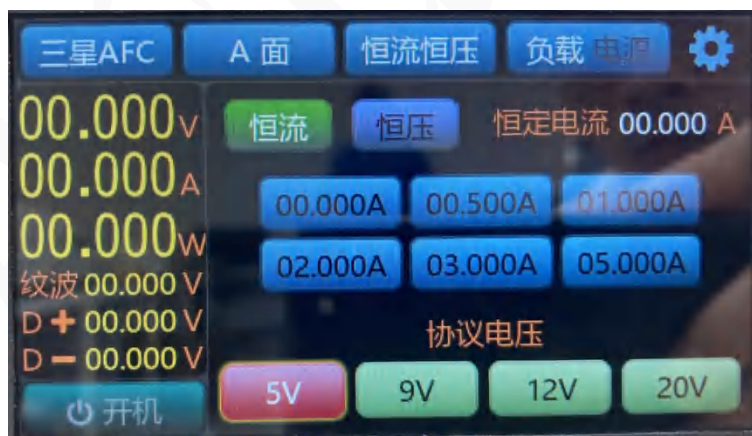 三星AFC A 面 恒流恒压 负载 电源
00.000V
00.000A
00.000W
纹波 00.000 V
D+ 00.000 V
D- 00.000 V
开机
恒流 恒压 恒定电流 00.000 A
00.000A 00.500A 01.000A
02.000A 03.000A 05.000A
协议电压
5V 9V 12V 20V